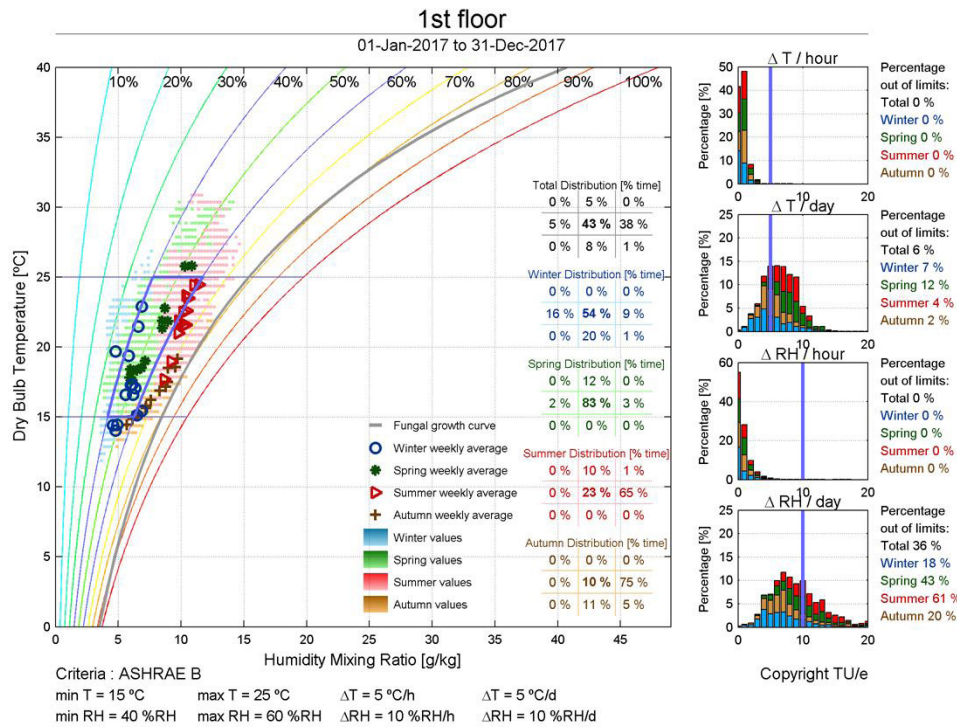 1st floor
01-Jan-2017 to 31-Dec-2017
40
35
30
25
20
15
10
5
0
Dry Bulb Temperature [ºC]
10% 20% 30% 40% 50% 60% 70% 80% 90% 100%
Total Distribution [% time]
0 % 5 % 0 %
5 % 43 % 38 %
0 % 8 % 1 %
Winter Distribution [% time]
0 % 0 % 0 %
16 % 54 % 9 %
0 % 20 % 1 %
Spring Distribution [% time]
0 % 12 % 0 %
2 % 83 % 3 %
0 % 0 % 0 %
Summer Distribution [% time]
0 % 10 % 1 %
0 % 23 % 65 %
0 % 0 % 0 %
Autumn Distribution [% time]
0 % 0 % 0 %
0 % 10 % 75 %
0 % 11 % 5 %
Fungal growth curve
Winter weekly average
Spring weekly average
Summer weekly average
Autumn weekly average
Winter values
Spring values
Summer values
Autumn values
0 5 10 15 20 25 30 35 40 45
Humidity Mixing Ratio [g/kg]
Δ T / hour
50
40
30
20
10
0
Percentage [%]
0 5 10 15 20
Percentage
out of limits:
Total 0 %
Winter 0 %
Spring 0 %
Summer 0 %
Autumn 0 %
Δ T / day
25
20
15
10
5
0
Percentage [%]
0 5 10 15 20
Percentage
out of limits:
Total 6 %
Winter 7 %
Spring 12 %
Summer 4 %
Autumn 2 %
Δ RH / hour
60
40
20
0
Percentage [%]
0 5 10 15 20
Percentage
out of limits:
Total 0%
Winter 0 %
Spring 0 %
Summer 0 %
Autumn 0 %
Δ RH / day
25
20
15
10
5
0
Percentage [%]
0 5 10 15 20
Percentage
out of limits:
Total 36 %
Winter 18 %
Spring 43 %
Summer 61 %
Autumn 20 %
Copyright TU/e
Criteria : ASHRAE B
min T = 15 ºC max T = 25 ºC ΔT = 5 ºC/h ΔT = 5 ºC/d
min RH = 40 %RH max RH = 60 %RH ΔRH = 10 %RH/h ΔRH = 10 %RH/d